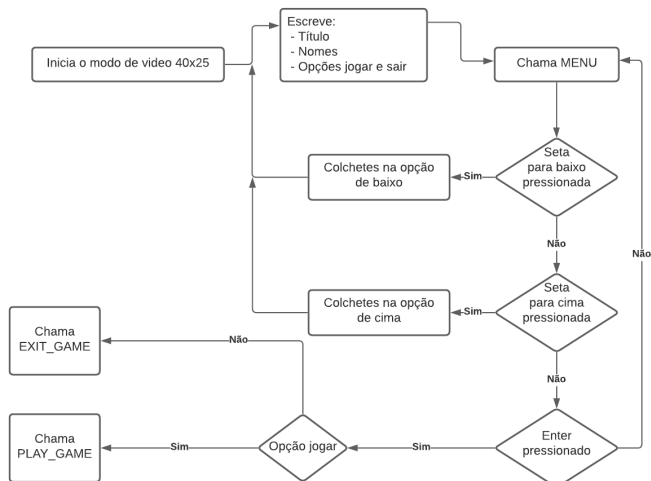 Inicia o modo de video 40x25
Escreve:
- Título
- Nomes
- Opções jogar e sair
Chama MENU
Seta
para baixo
pressionada
Sim
Colchetes na opção
de baixo
Não
Seta
para cima
pressionada
Sim
Colchetes na opção
de cima
Não
Não
Enter
pressionado
Sim
Opção jogar
Não
Chama
EXIT_GAME
Sim
Chama
PLAY_GAME